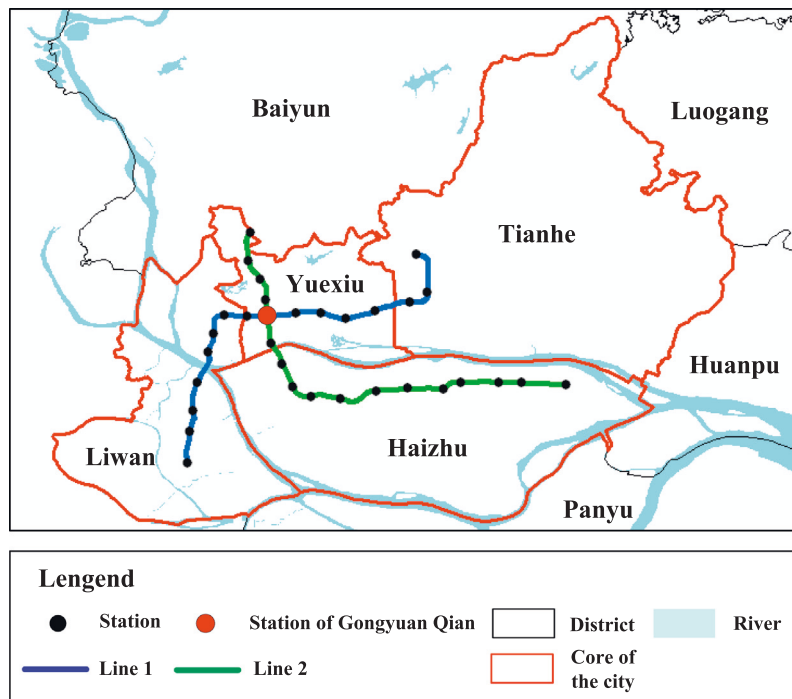 Baiyun
Luogang
Tianhe
Yuexiu
Huanpu
Liwan
Haizhu
Panyu
Lengend
Station
Station of Gongyuan Qian
District
River
Line 1
Line 2
Core of
the city